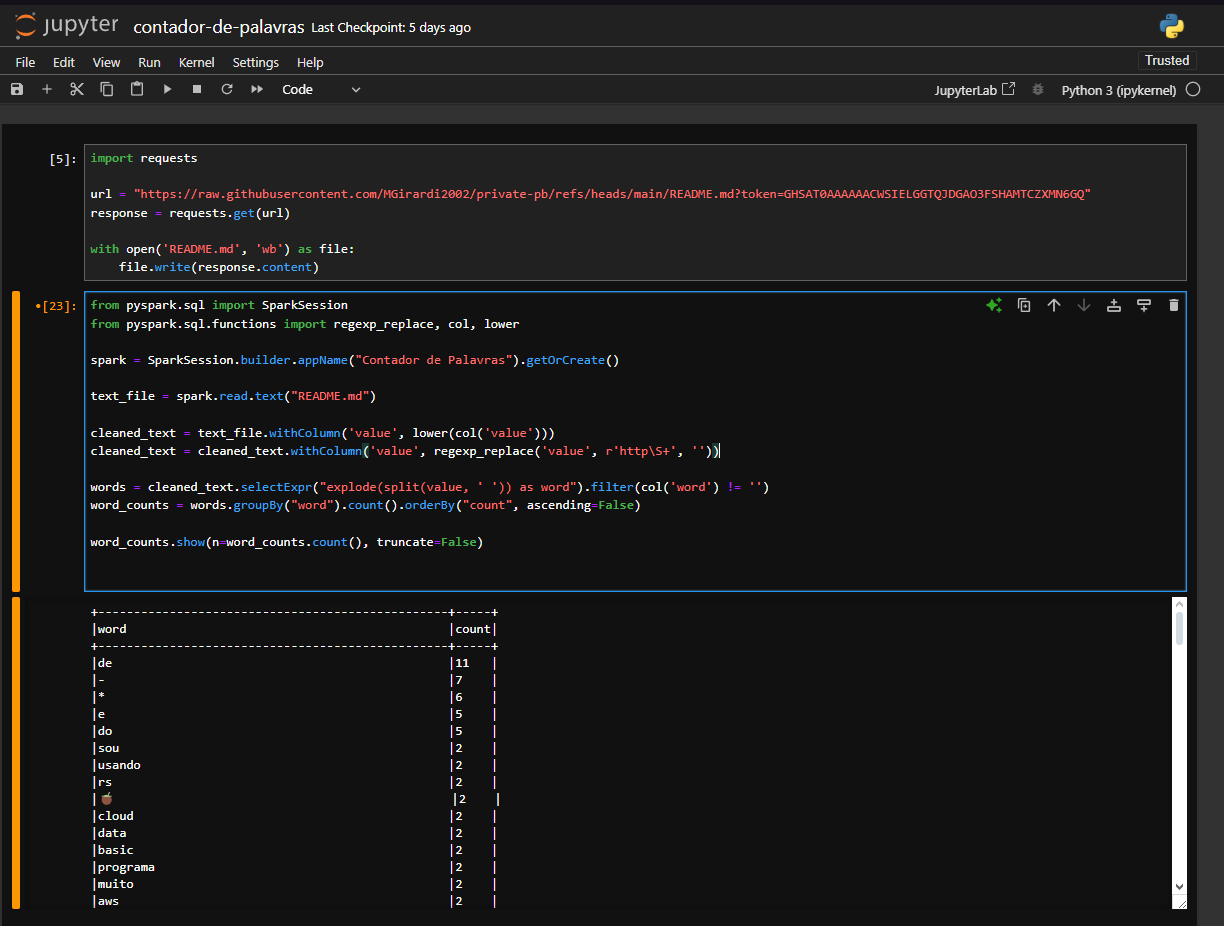 jupyter contador-de-palavras Last Checkpoint: 5 days ago
File Edit View Run Kernel Settings Help
Trusted
Code
JupyterLab
Python 3 (ipykernel)
[5]:
import requests
url = "https://raw.githubusercontent.com/MGirardi2002/private-pb/refs/heads/main/README.md?token=GHSAT0AAAAAACWSIELGGTQJDGAO3FSHAMTCZXMN6GQ"
response = requests.get(url)
with open('README.md', 'wb') as file:
    file.write(response.content)
•[23]:
from pyspark.sql import SparkSession
from pyspark.sql.functions import regexp_replace, col, lower
spark = SparkSession.builder.appName("Contador de Palavras").getOrCreate()
text_file = spark.read.text("README.md")
cleaned_text = text_file.withColumn('value', lower(col('value')))
cleaned_text = cleaned_text.withColumn('value', regexp_replace('value', r'http\S+', ''))
words = cleaned_text.selectExpr("explode(split(value, ' ')) as word").filter(col('word') != '')
word_counts = words.groupBy("word").count().orderBy("count", ascending=False)
word_counts.show(n=word_counts.count(), truncate=False)
+-------------------------------------------------+-----+
|word |count|
+-------------------------------------------------+-----+
|de |11 |
|- |7 |
|* |6 |
|e |5 |
|do |5 |
|sou |2 |
|usando |2 |
|rs |2 |
| |2 |
|cloud |2 |
|data |2 |
|basic |2 |
|programa |2 |
|muito |2 |
|aws |2 |